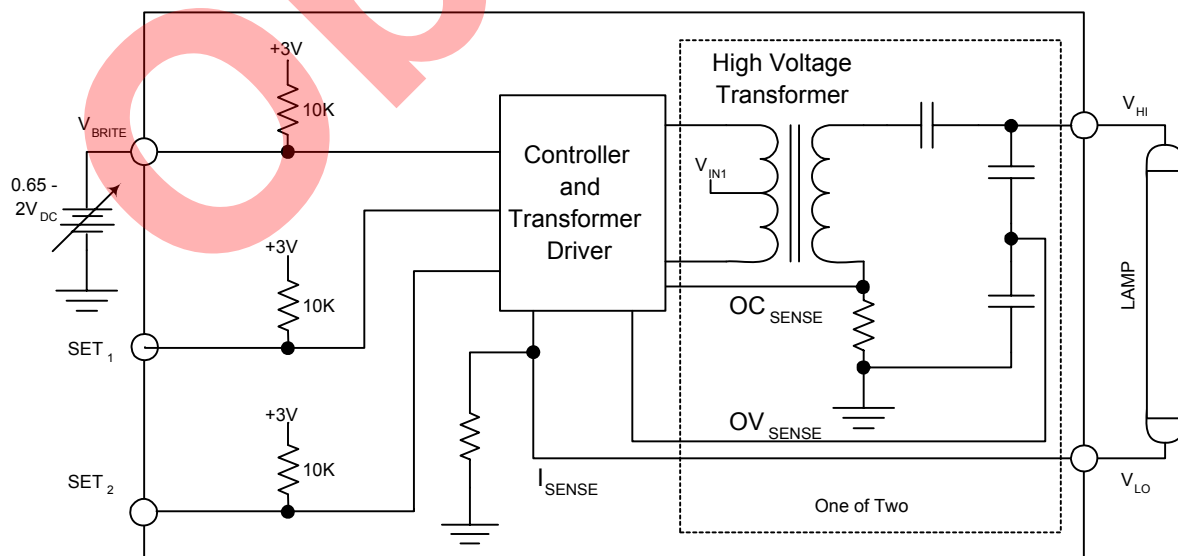 +3V
10K
V BRITE
0.65 -
2V DC
+3V
10K
SET 1
+3V
10K
SET 2
Controller
and
Transformer
Driver
High Voltage
Transformer
V IN1
OC SENSE
OV SENSE
I SENSE
One of Two
V HI
LAMP
V LO